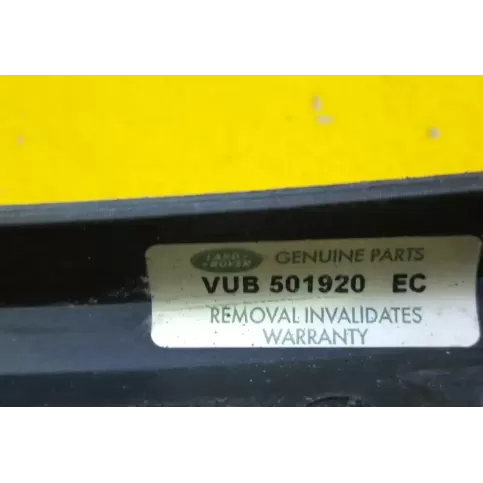 LAND ROVER
GENUINE PARTS
VUB 501920 EC
REMOVAL INVALIDATES
WARRANTY